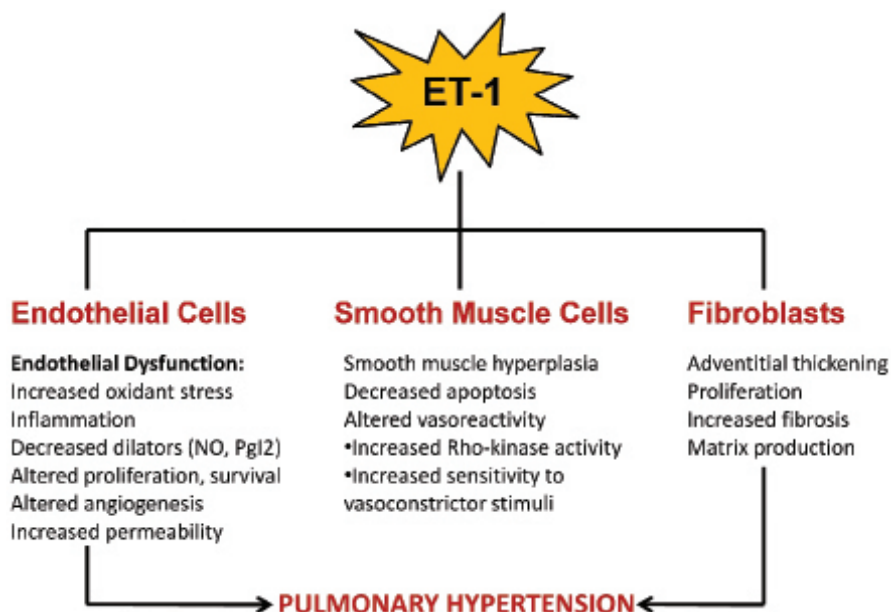 ET-1
Endothelial Cells
Endothelial Dysfunction:
Increased oxidant stress
Inflammation
Decreased dilators (NO, PgI2)
Altered proliferation, survival
Altered angiogenesis
Increased permeability
Smooth Muscle Cells
Smooth muscle hyperplasia
Decreased apoptosis
Altered vasoreactivity
•Increased Rho-kinase activity
•Increased sensitivity to
vasoconstrictor stimuli
Fibroblasts
Adventitial thickening
Proliferation
Increased fibrosis
Matrix production
PULMONARY HYPERTENSION